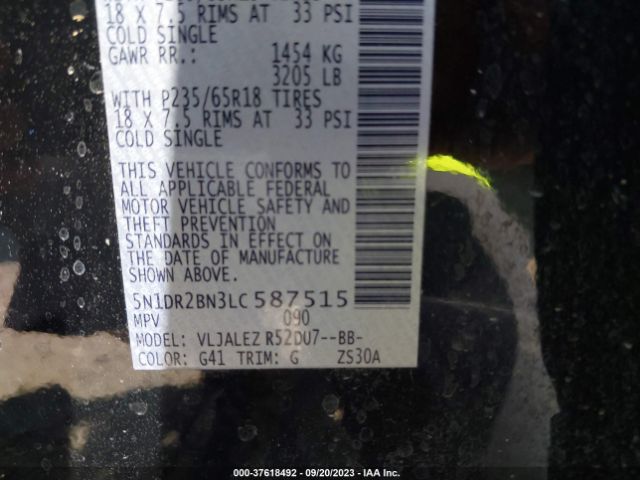 18 X 7.5 RIMS AT 33 PSI
COLD SINGLE
GAWR RR.: 1454 KG
3205 LB
WITH P235/65R18 TIRES
18 X 7.5 RIMS AT 33 PSI
COLD SINGLE
THIS VEHICLE CONFORMS TO
ALL APPLICABLE FEDERAL
MOTOR VEHICLE SAFETY AND
THEFT PREVENTION
STANDARDS IN EFFECT ON
THE DATE OF MANUFACTURE
SHOWN ABOVE.
5N1DR2BN3LC587515
MPV 090
MODEL: VLJALEZ R52DU7--BB-
COLOR: G41 TRIM: G ZS30A
000-37618492 - 09/20/2023 - IAA Inc.